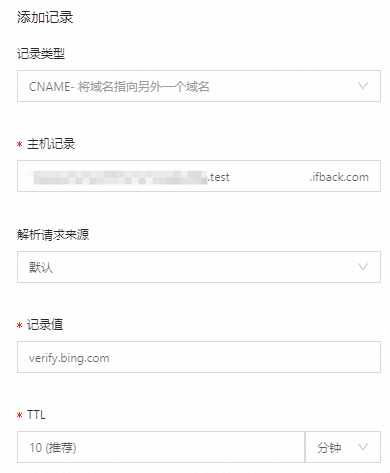 添加记录
记录类型
CNAME- 将域名指向另外一个域名
* 主机记录
.test .ifback.com
解析请求来源
默认
* 记录值
verify.bing.com
* TTL
10 (推荐) 分钟